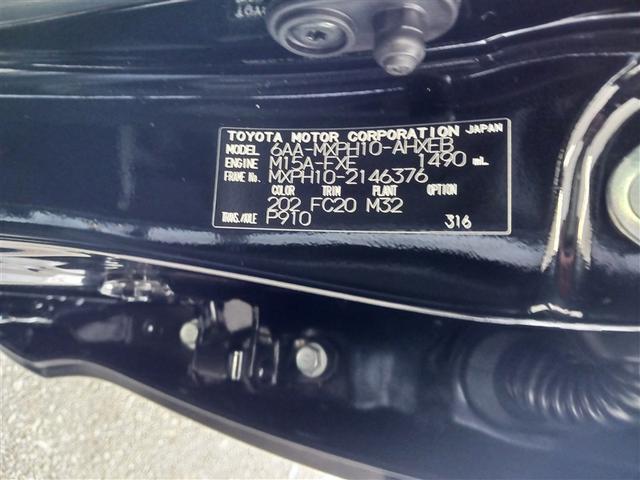 TOYOTA MOTOR CORPORATION JAPAN
MODEL 6AA-MXPH10-AHXEB
ENGINE M15A-FXE 1490 mL
FRAME No. MXPH10-2146376
COLOR TRIM PLANT OPTION
202 FC20 M32
TRANS./AXLE P910 316